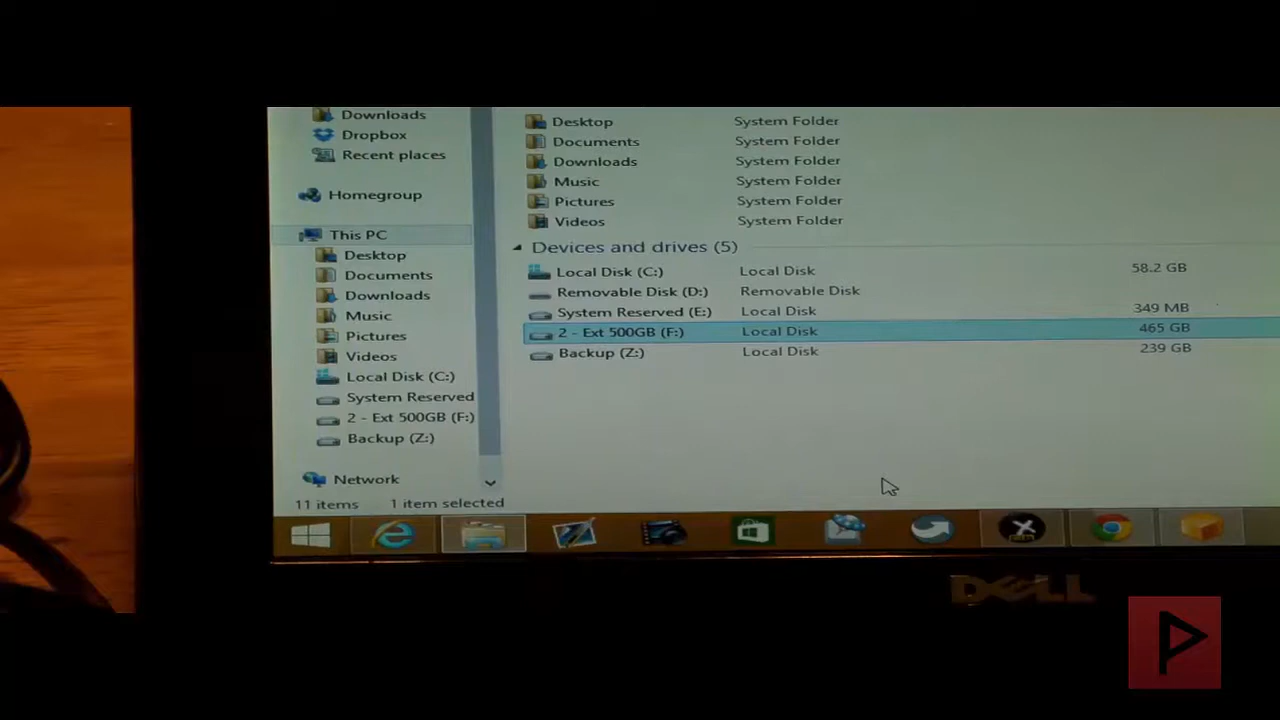 Downloads
Dropbox
Recent places
Homegroup
This PC
Desktop
Documents
Downloads
Music
Pictures
Videos
Local Disk (C:)
System Reserved
2 - Ext 500GB (F:)
Backup (Z:)
Network
11 items 1 item selected
Desktop System Folder
Documents System Folder
Downloads System Folder
Music System Folder
Pictures System Folder
Videos System Folder
Devices and drives (5)
Local Disk (C:) Local Disk 58.2 GB
Removable Disk (D:) Removable Disk
System Reserved (E:) Local Disk 349 MB
2 - Ext 500GB (F:) Local Disk 465 GB
Backup (Z:) Local Disk 239 GB
DELL
P